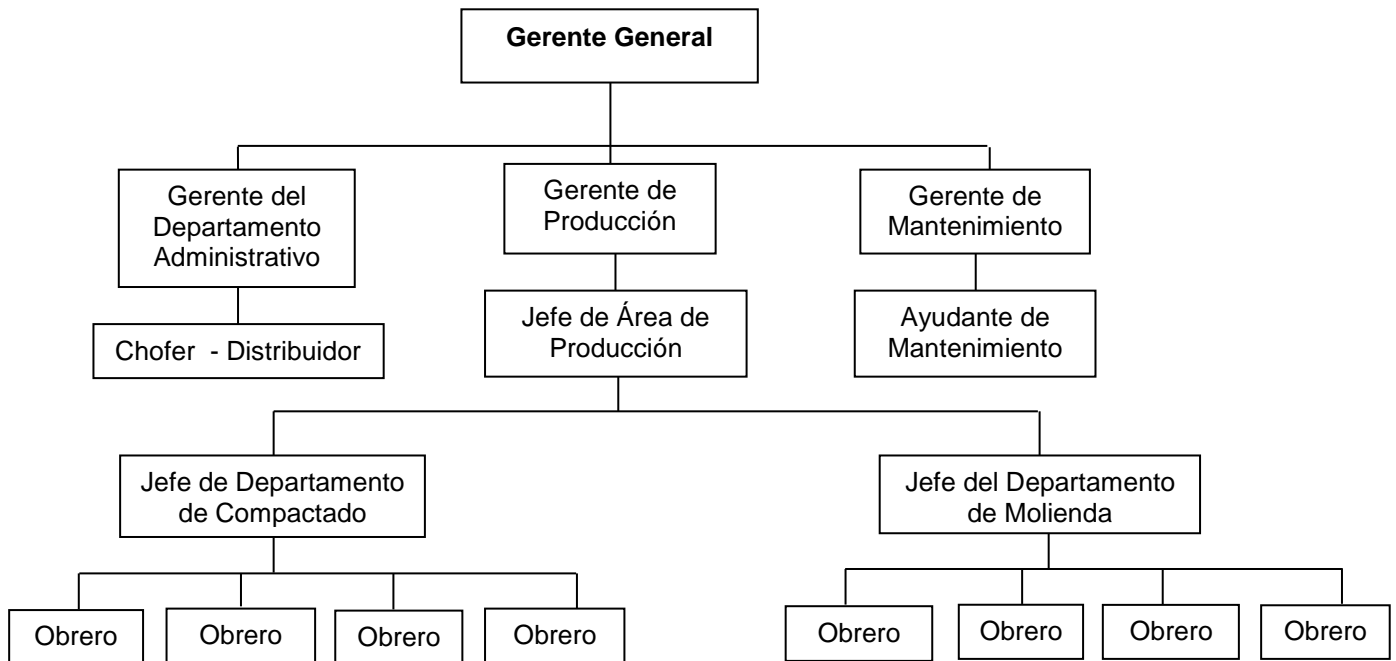 Gerente General
Gerente del
Departamento
Administrativo
Gerente de
Producción
Gerente de
Mantenimiento
Chofer - Distribuidor
Jefe de Área de
Producción
Ayudante de
Mantenimiento
Jefe de Departamento
de Compactado
Jefe del Departamento
de Molienda
Obrero
Obrero
Obrero
Obrero
Obrero
Obrero
Obrero
Obrero